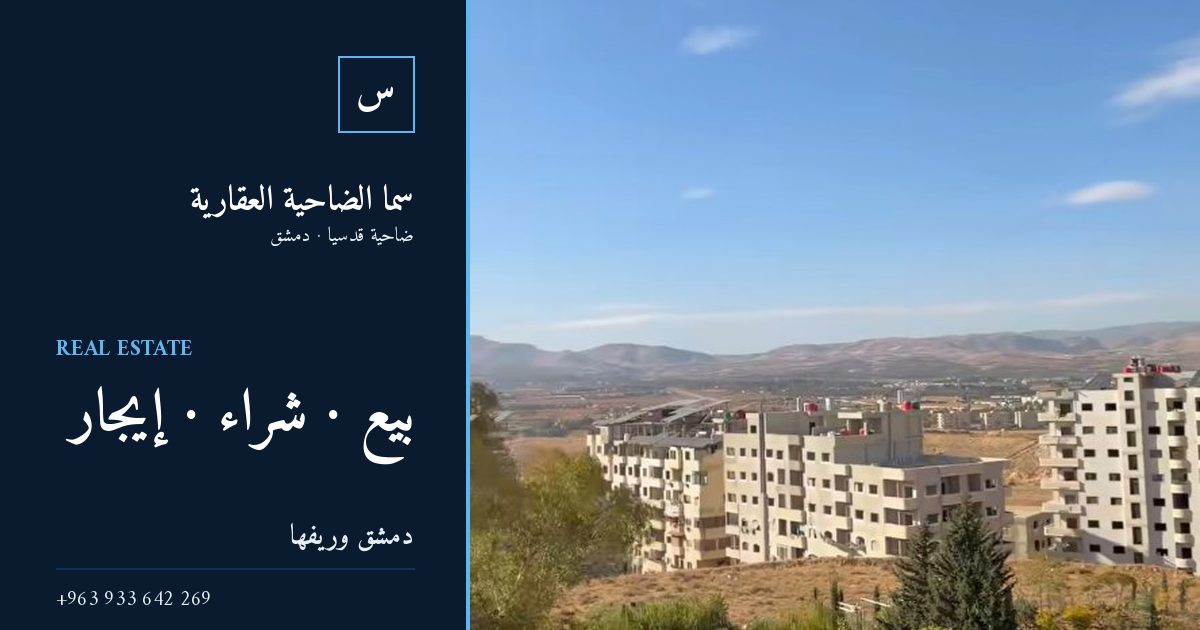 س
سما الضاحية العقارية
ضاحية قدسيا · دمشق
REAL ESTATE
بيع · شراء · إيجار
دمشق وريفها
+963 933 642 269